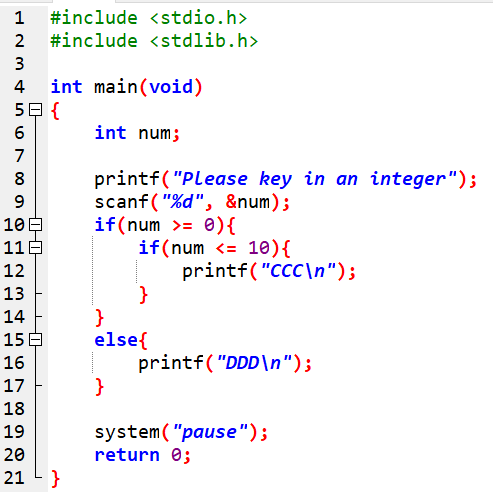 1 #include <stdio.h>
2 #include <stdlib.h>
3
4 int main(void)
5 {
6     int num;
7
8     printf("Please key in an integer");
9     scanf("%d", &num);
10     if(num >= 0){
11         if(num <= 10){
12             printf("CCC\n");
13         }
14     }
15     else{
16         printf("DDD\n");
17     }
18
19     system("pause");
20     return 0;
21 }